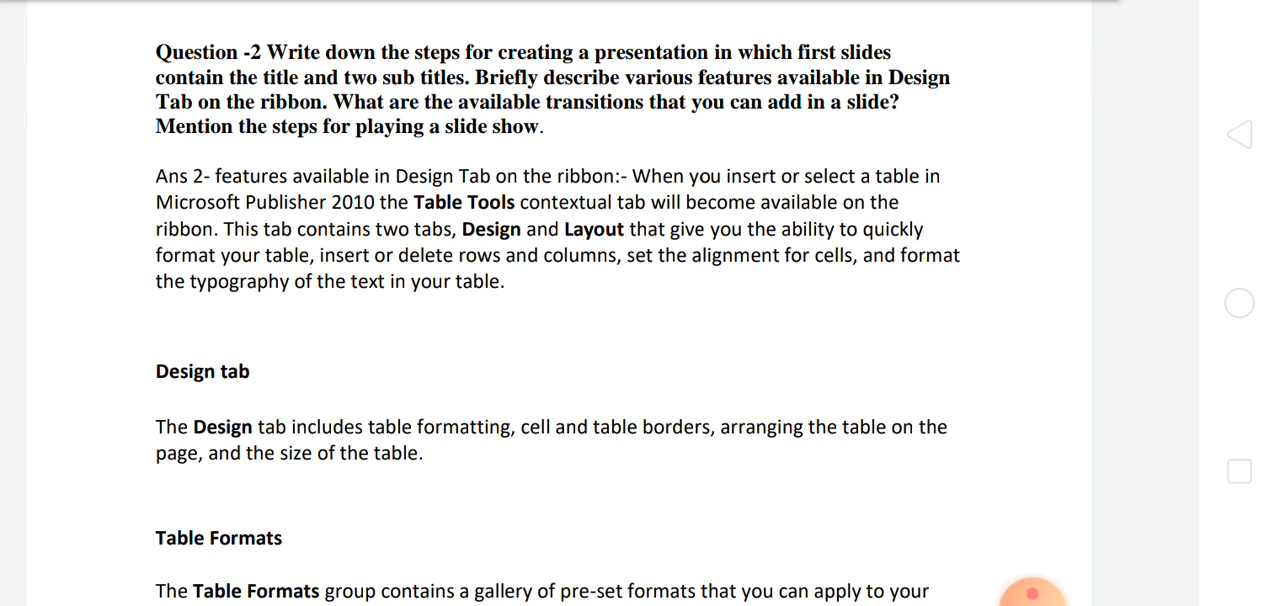 Question -2 Write down the steps for creating a presentation in which first slides
contain the title and two sub titles. Briefly describe various features available in Design
Tab on the ribbon. What are the available transitions that you can add in a slide?
Mention the steps for playing a slide show.
Ans 2- features available in Design Tab on the ribbon:- When you insert or select a table in
Microsoft Publisher 2010 the Table Tools contextual tab will become available on the
ribbon. This tab contains two tabs, Design and Layout that give you the ability to quickly
format your table, insert or delete rows and columns, set the alignment for cells, and format
the typography of the text in your table.
Design tab
The Design tab includes table formatting, cell and table borders, arranging the table on the
page, and the size of the table.
Table Formats
The Table Formats group contains a gallery of pre-set formats that you can apply to your